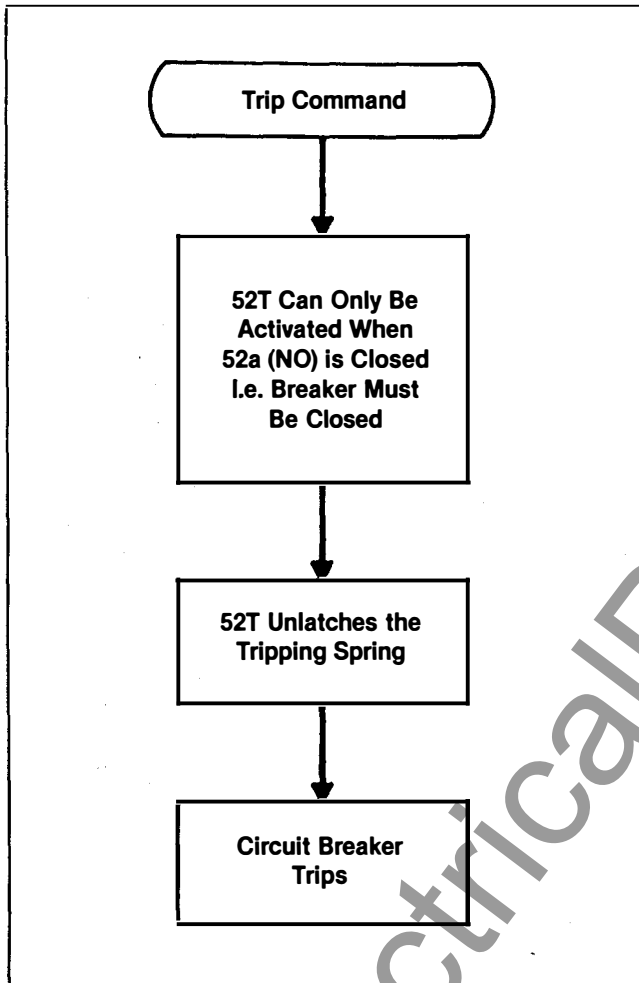 Trip Command
52T Can Only Be
Activated When
52a (NO) is Closed
I.e. Breaker Must
Be Closed
52T Unlatches the
Tripping Spring
Circuit Breaker
Trips
ctrical